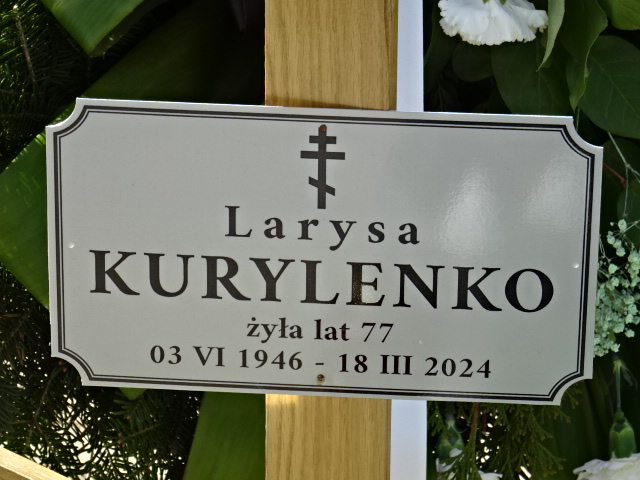 Larysa
KURYLENKO
żyła lat 77
03 VI 1946 - 18 III 2024